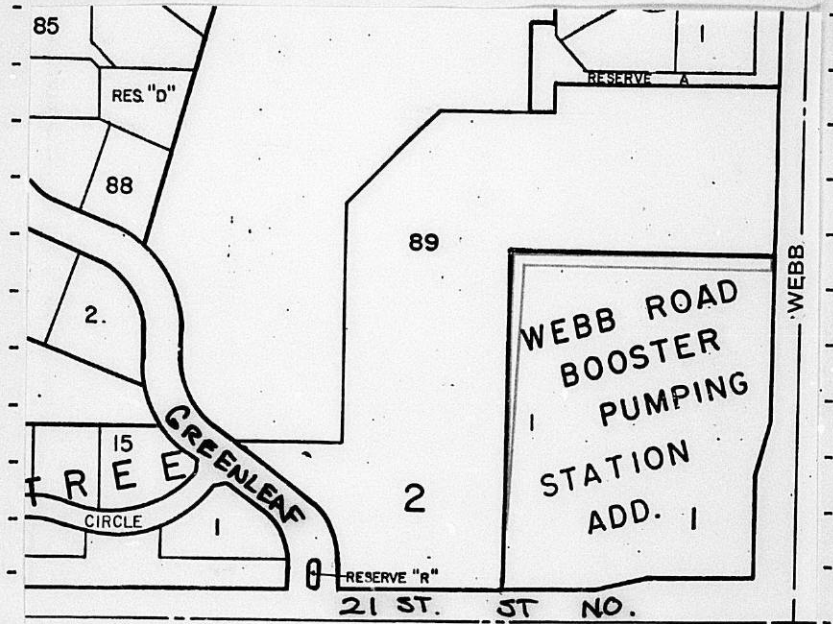 85
1
RESERVE A
RES. "D"
88
89
WEBB
2.
WEBB ROAD
BOOSTER
PUMPING
1
STATION
ADD. 1
GREENLEAF
15
TREE
2
CIRCLE
1
RESERVE "R"
21 ST. ST NO.